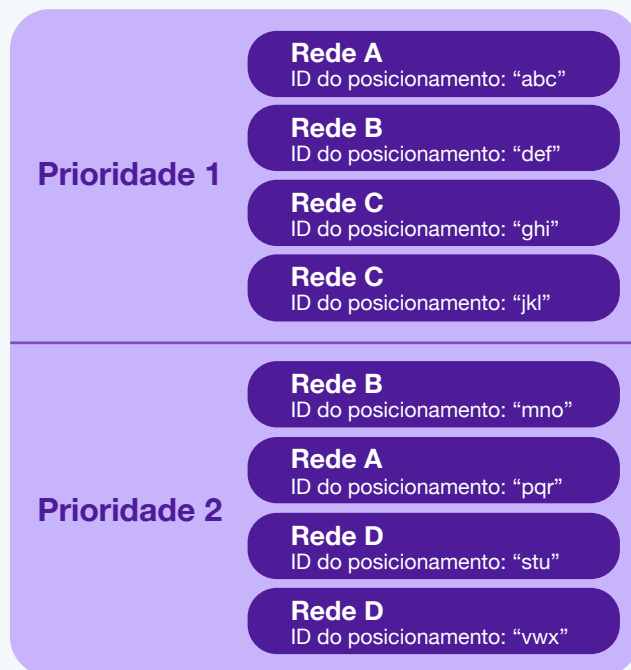 Prioridade 1
Rede A
ID do posicionamento: “abc”
Rede B
ID do posicionamento: “def”
Rede C
ID do posicionamento: “ghi”
Rede C
ID do posicionamento: “jkl”
Prioridade 2
Rede B
ID do posicionamento: “mno”
Rede A
ID do posicionamento: “pqr”
Rede D
ID do posicionamento: “stu”
Rede D
ID do posicionamento: “vwx”